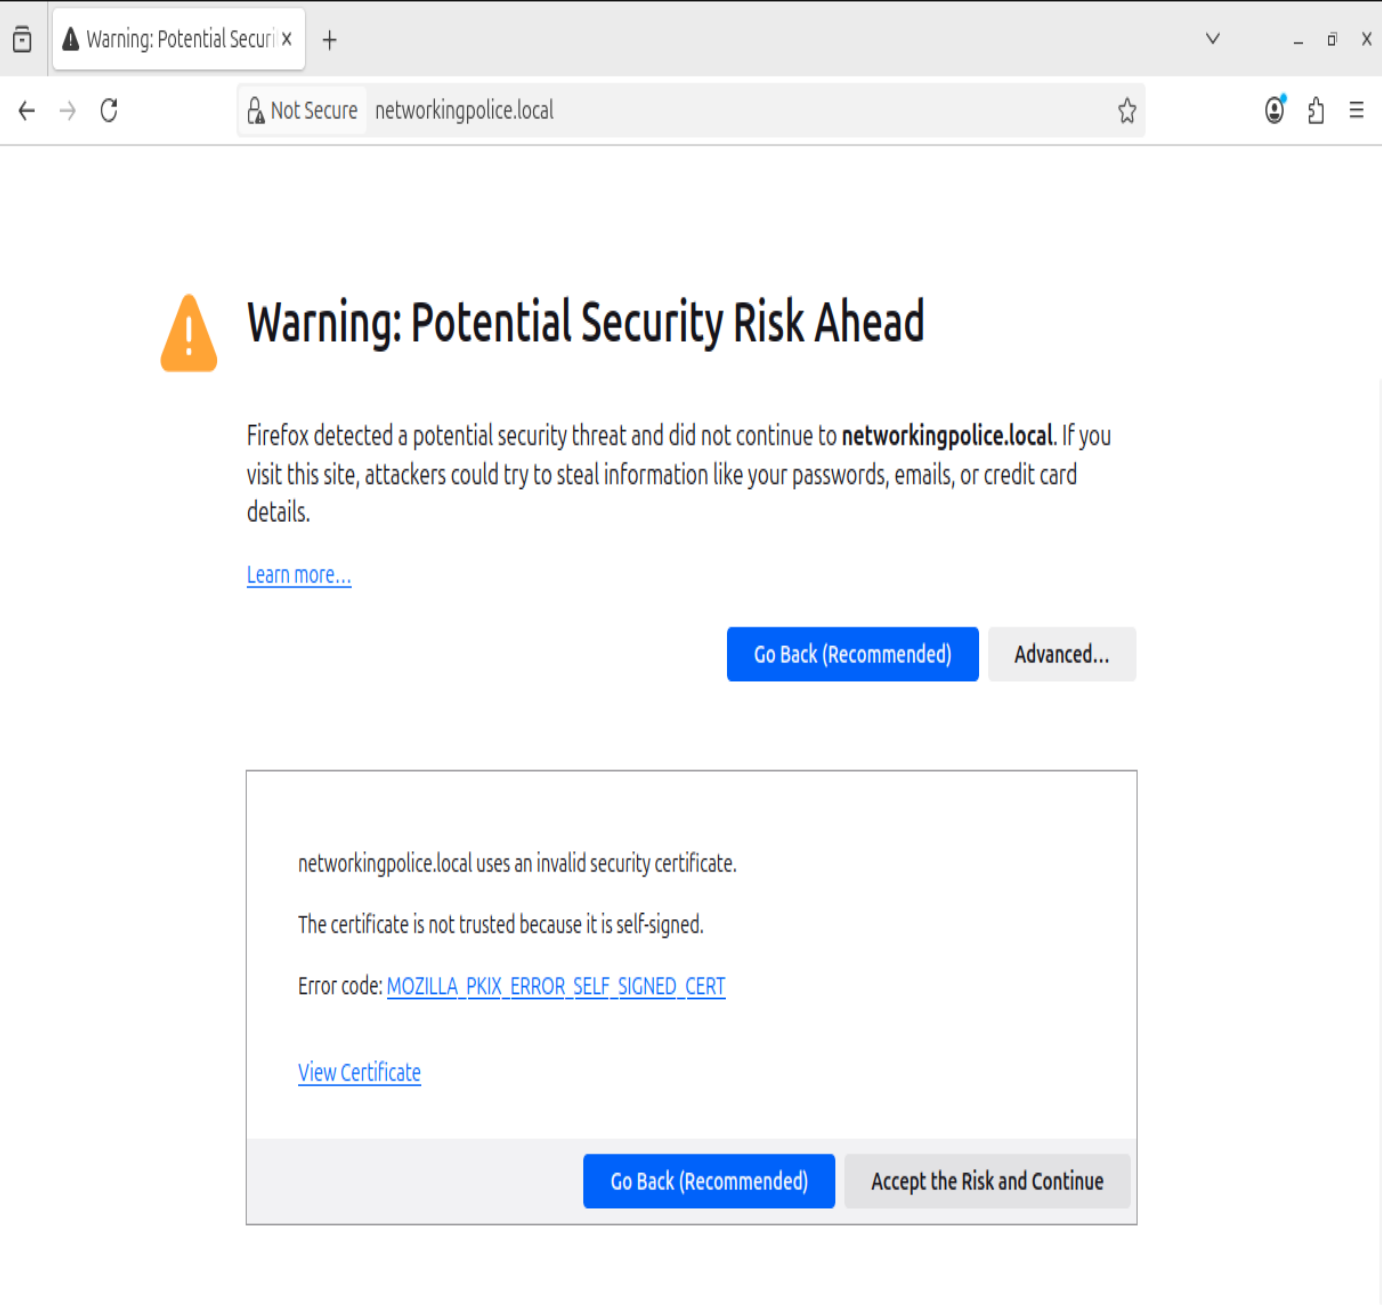 Warning: Potential Securi
Not Secure networkingpolice.local
Warning: Potential Security Risk Ahead
Firefox detected a potential security threat and did not continue to networkingpolice.local. If you
visit this site, attackers could try to steal information like your passwords, emails, or credit card
details.
Learn more...
Go Back (Recommended) Advanced...
networkingpolice.local uses an invalid security certificate.
The certificate is not trusted because it is self-signed.
Error code: MOZILLA_PKIX_ERROR_SELF_SIGNED_CERT
View Certificate
Go Back (Recommended) Accept the Risk and Continue